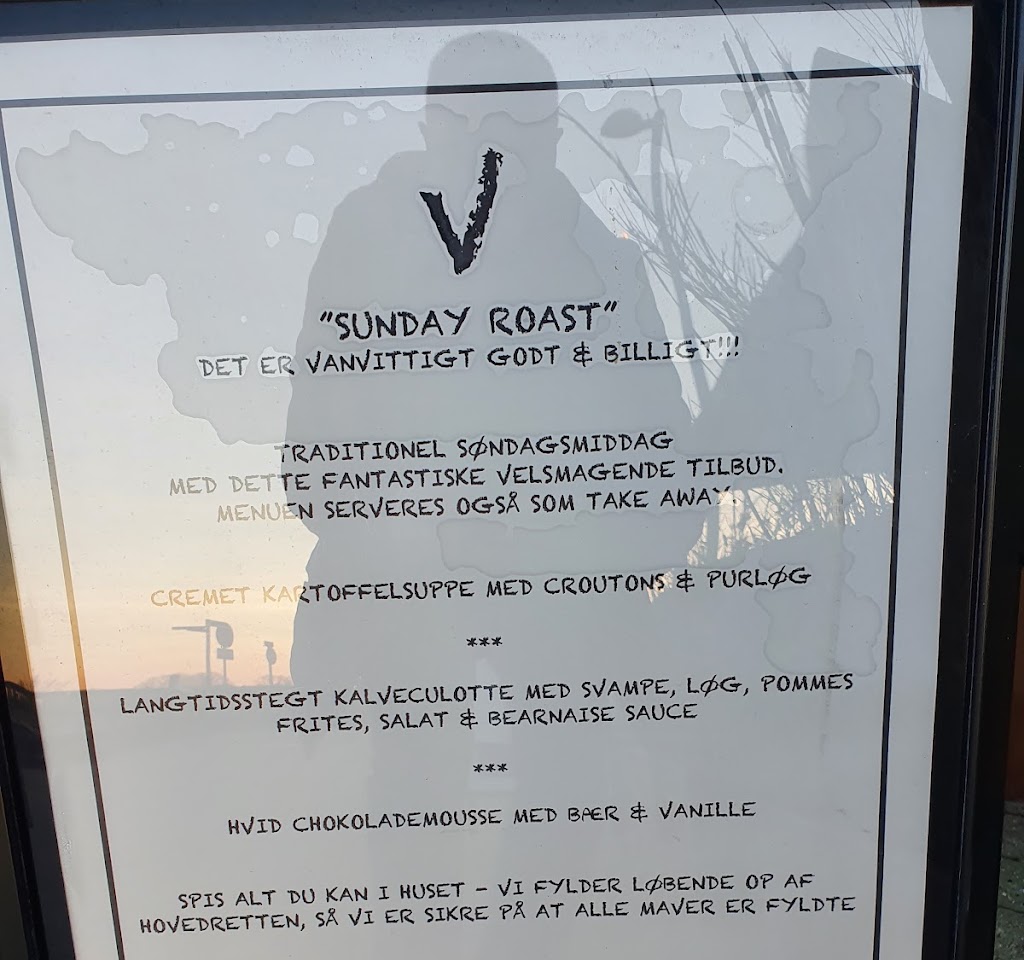 V
"SUNDAY ROAST"
DET ER VANVITTIGT GODT & BILLIGT!!!
TRADITIONEL SØNDAGSMIDDAG
MED DETTE FANTASTISKE VELSMAGENDE TILBUD.
MENUEN SERVERES OGSÅ SOM TAKE AWAY.
CREMET KARTOFFELSUPPE MED CROUTONS & PURLØG
***
LANGTIDSSTEGT KALVECULOTTE MED SVAMPE, LØG, POMMES
FRITES, SALAT & BEARNAISE SAUCE
***
HVID CHOKOLADEMOUSSE MED BÆR & VANILLE
SPIS ALT DU KAN I HUSET - VI FYLDER LØBENDE OP AF
HOVEDRETTEN, SÅ VI ER SIKRE PÅ AT ALLE MAVER ER FYLDTE